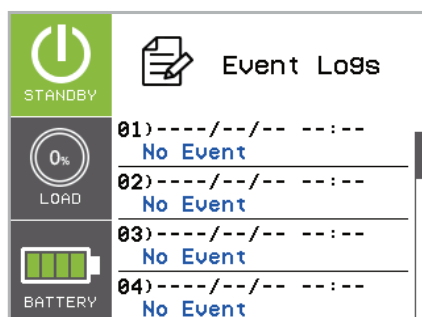 STANDBY
Event Logs
0%
LOAD
BATTERY
01)----/--/-- --:--
No Event
02)----/--/-- --:--
No Event
03)----/--/-- --:--
No Event
04)----/--/-- --:--
No Event